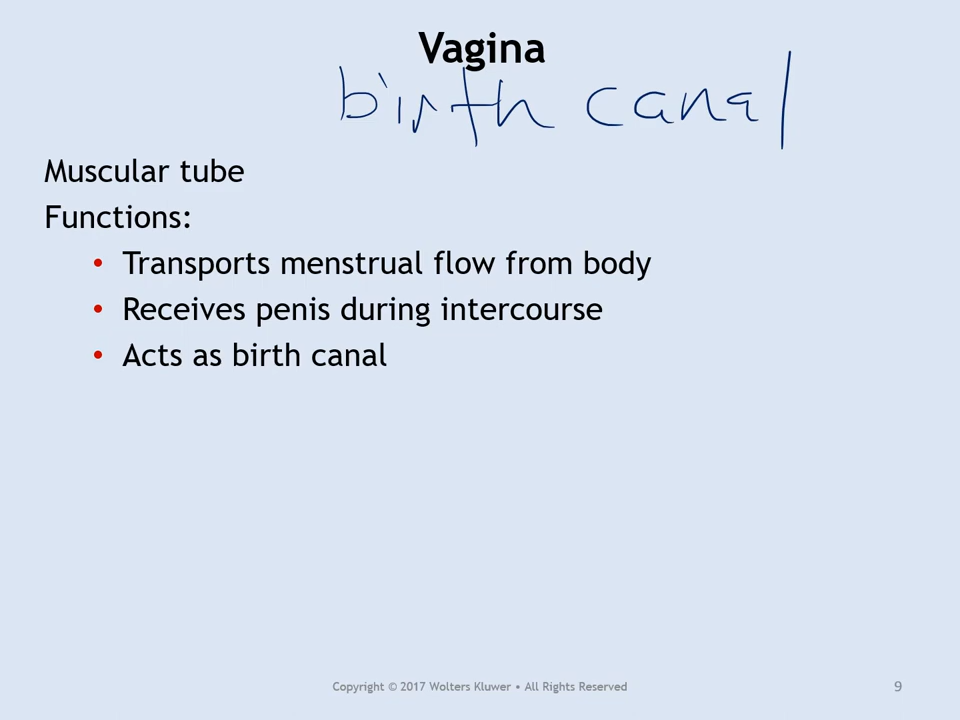 Vagina
birth canal
Muscular tube
Functions:
• Transports menstrual flow from body
• Receives penis during intercourse
• Acts as birth canal
Copyright © 2017 Wolters Kluwer • All Rights Reserved
9